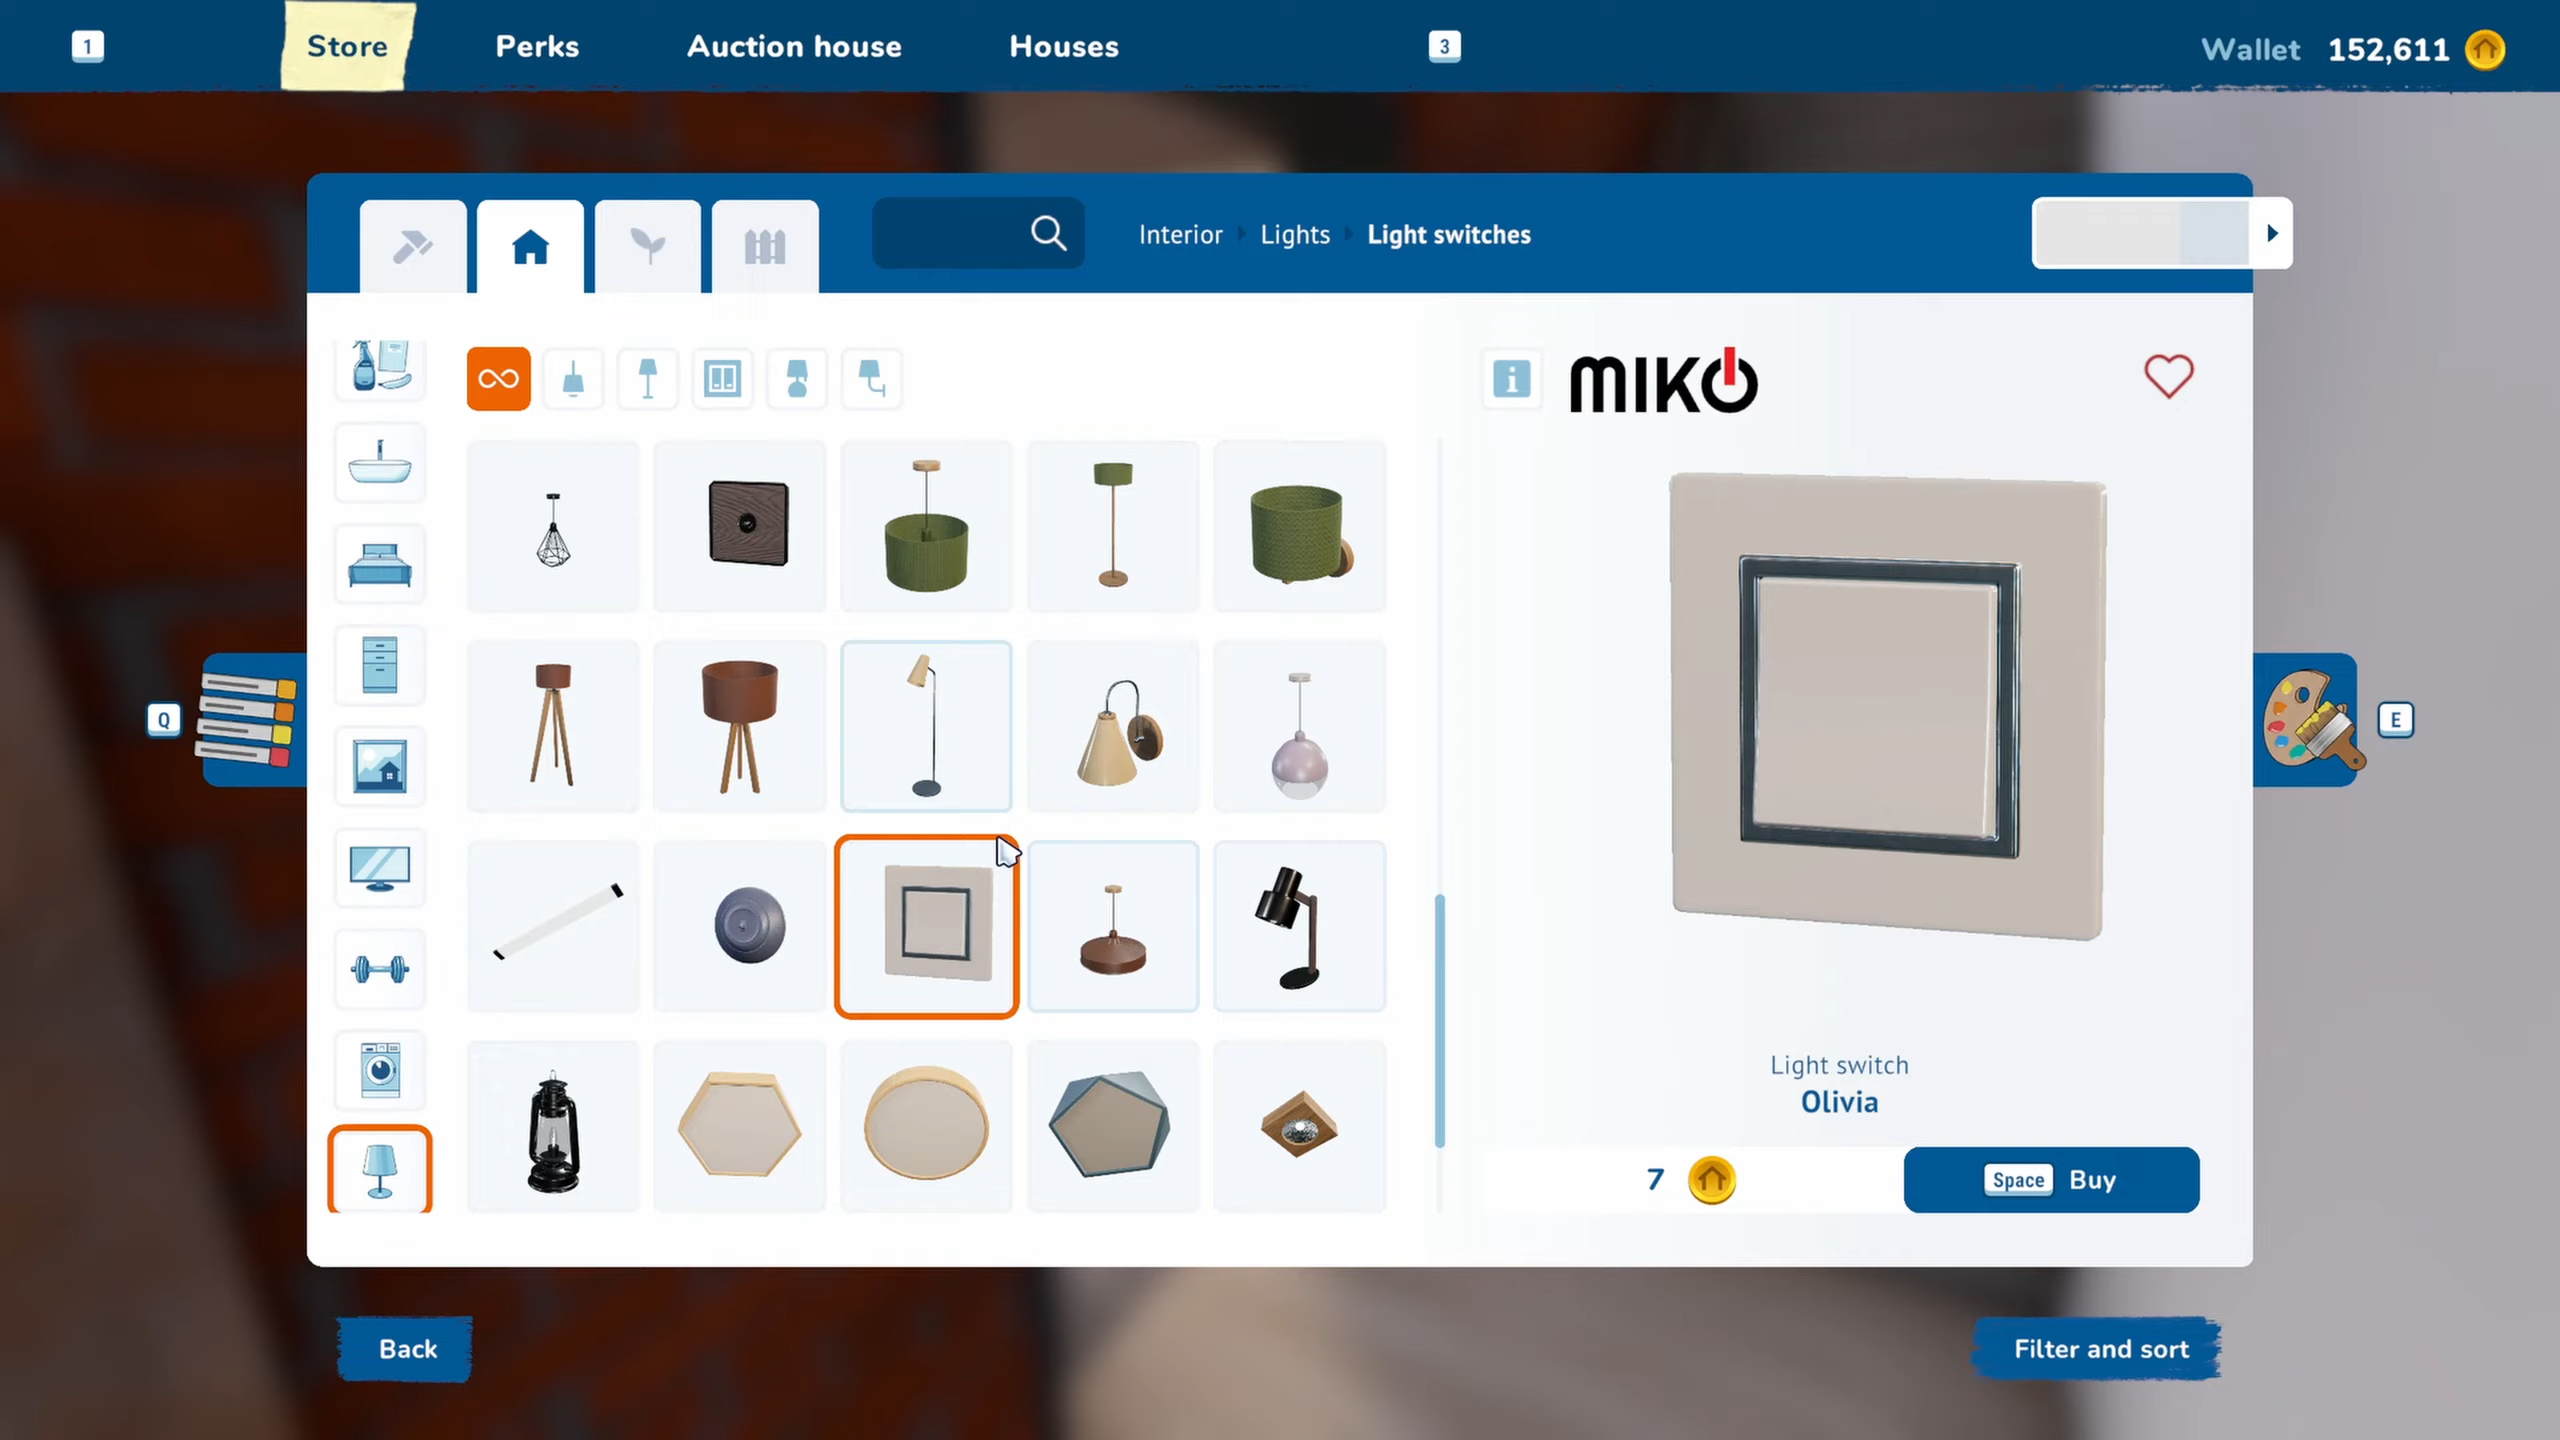 1
Store
Perks
Auction house
Houses
3
Wallet 152,611
Interior
Lights
Light switches
i
MIKO
Q
E
Light switch
Olivia
7
Space
Buy
Back
Filter and sort